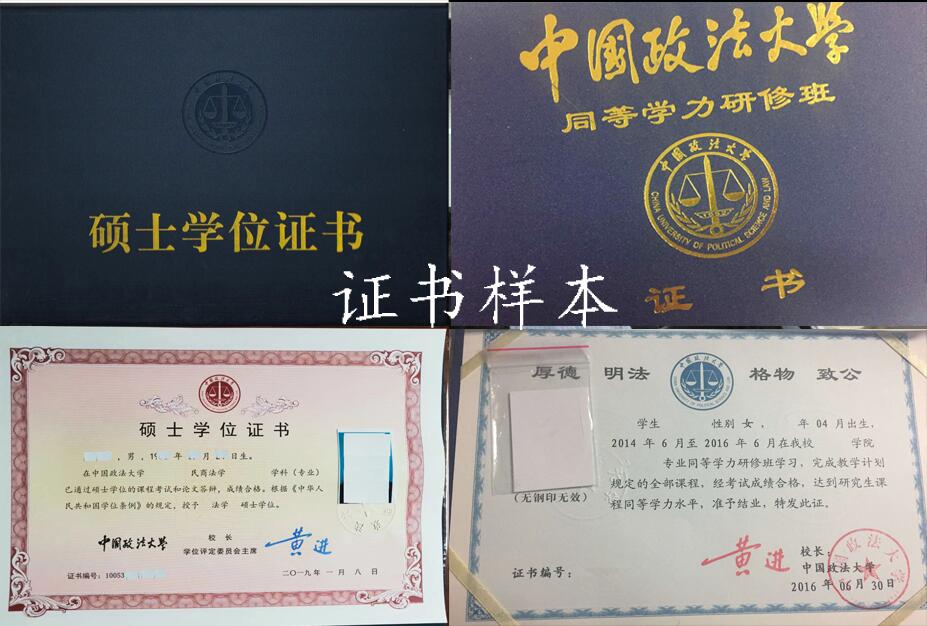 硕士学位证书
中国政法大学
同等学力研修班
中国政法大学
CHINA UNIVERSITY OF POLITICAL SCIENCE AND LAW
证 书
证书样本
硕士学位证书
,男,19 年 月 日生。
在中国政法大学 民商法学 学科(专业)
已通过硕士学位的课程考试和论文答辩,成绩合格。根据《中华人
民共和国学位条例》的规定,授予 法学 硕士学位。
中国政法大学
校 长
学位评定委员会主席
黄进
证书编号:10053
二〇一九年 一 月 八 日
厚德 明法 格物 致公
中国政法大学
学生 性别 女 , 年 04 月出生,
2014 年 6 月至 2016 年 6 月在我校 学院
专业同等学力研修班学习,完成教学计划
规定的全部课程,经考试成绩合格,达到研究生课
程同等学力水平,准予结业,特发此证。
(无钢印无效)
黄进
校长:
中国政法大学
证书编号:
2016 年 06 月 30 日